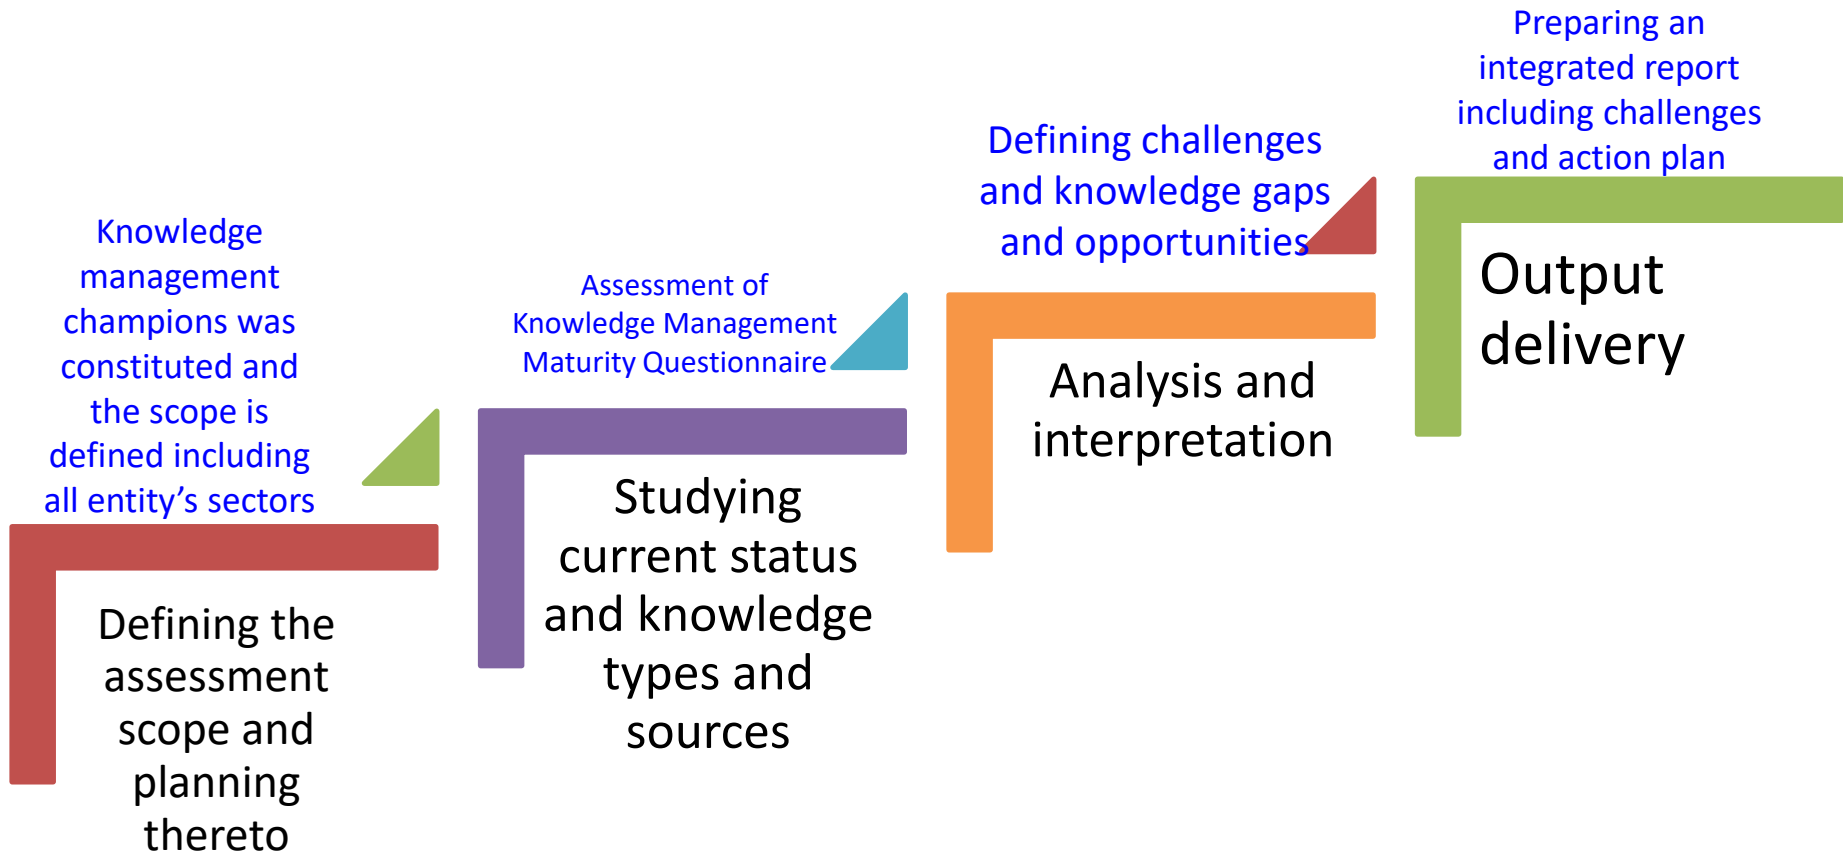 Knowledge
management
champions was
constituted and
the scope is
defined including
all entity’s sectors
Defining the
assessment
scope and
planning
thereto
Assessment of
Knowledge Management
Maturity Questionnaire
Studying
current status
and knowledge
types and
sources
Defining challenges
and knowledge gaps
and opportunities
Analysis and
interpretation
Preparing an
integrated report
including challenges
and action plan
Output
delivery